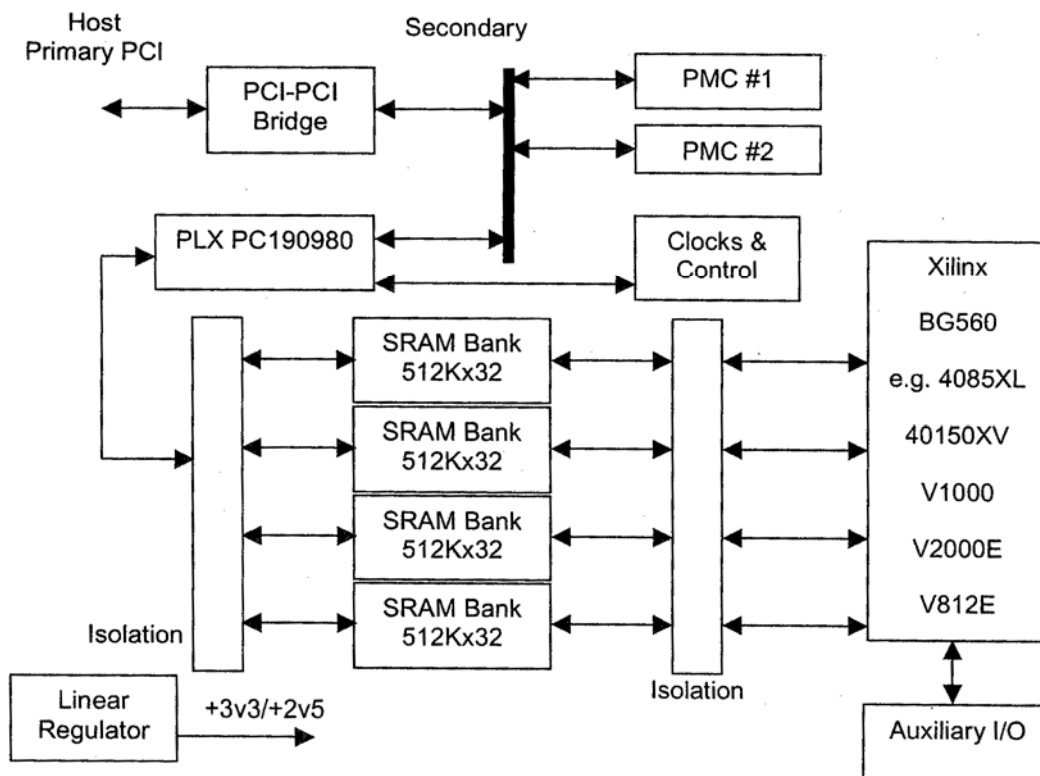 Host
Primary PCI
Secondary
PCI-PCI
Bridge
PMC #1
PMC #2
PLX PC190980
Clocks &
Control
Xilinx
BG560
e.g. 4085XL
40150XV
V1000
V2000E
V812E
SRAM Bank
512Kx32
SRAM Bank
512Kx32
SRAM Bank
512Kx32
SRAM Bank
512Kx32
Isolation
Isolation
Linear
Regulator
+3v3/+2v5
Auxiliary I/O